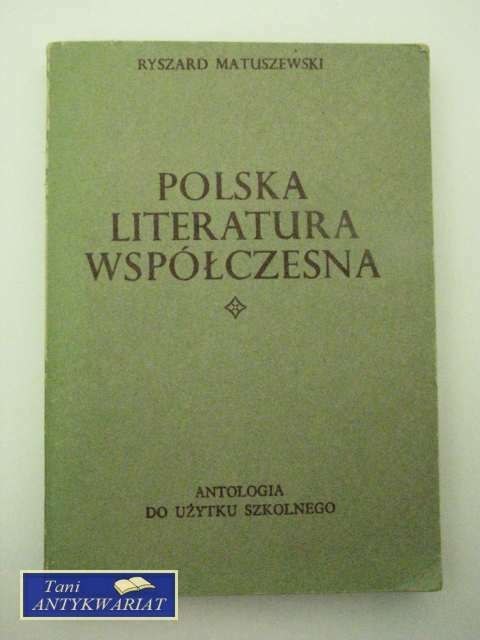 RYSZARD MATUSZEWSKI
POLSKA
LITERATURA
WSPÓŁCZESNA
ANTOLOGIA
DO UŻYTKU SZKOLNEGO
Tani
ANTYKWARIAT